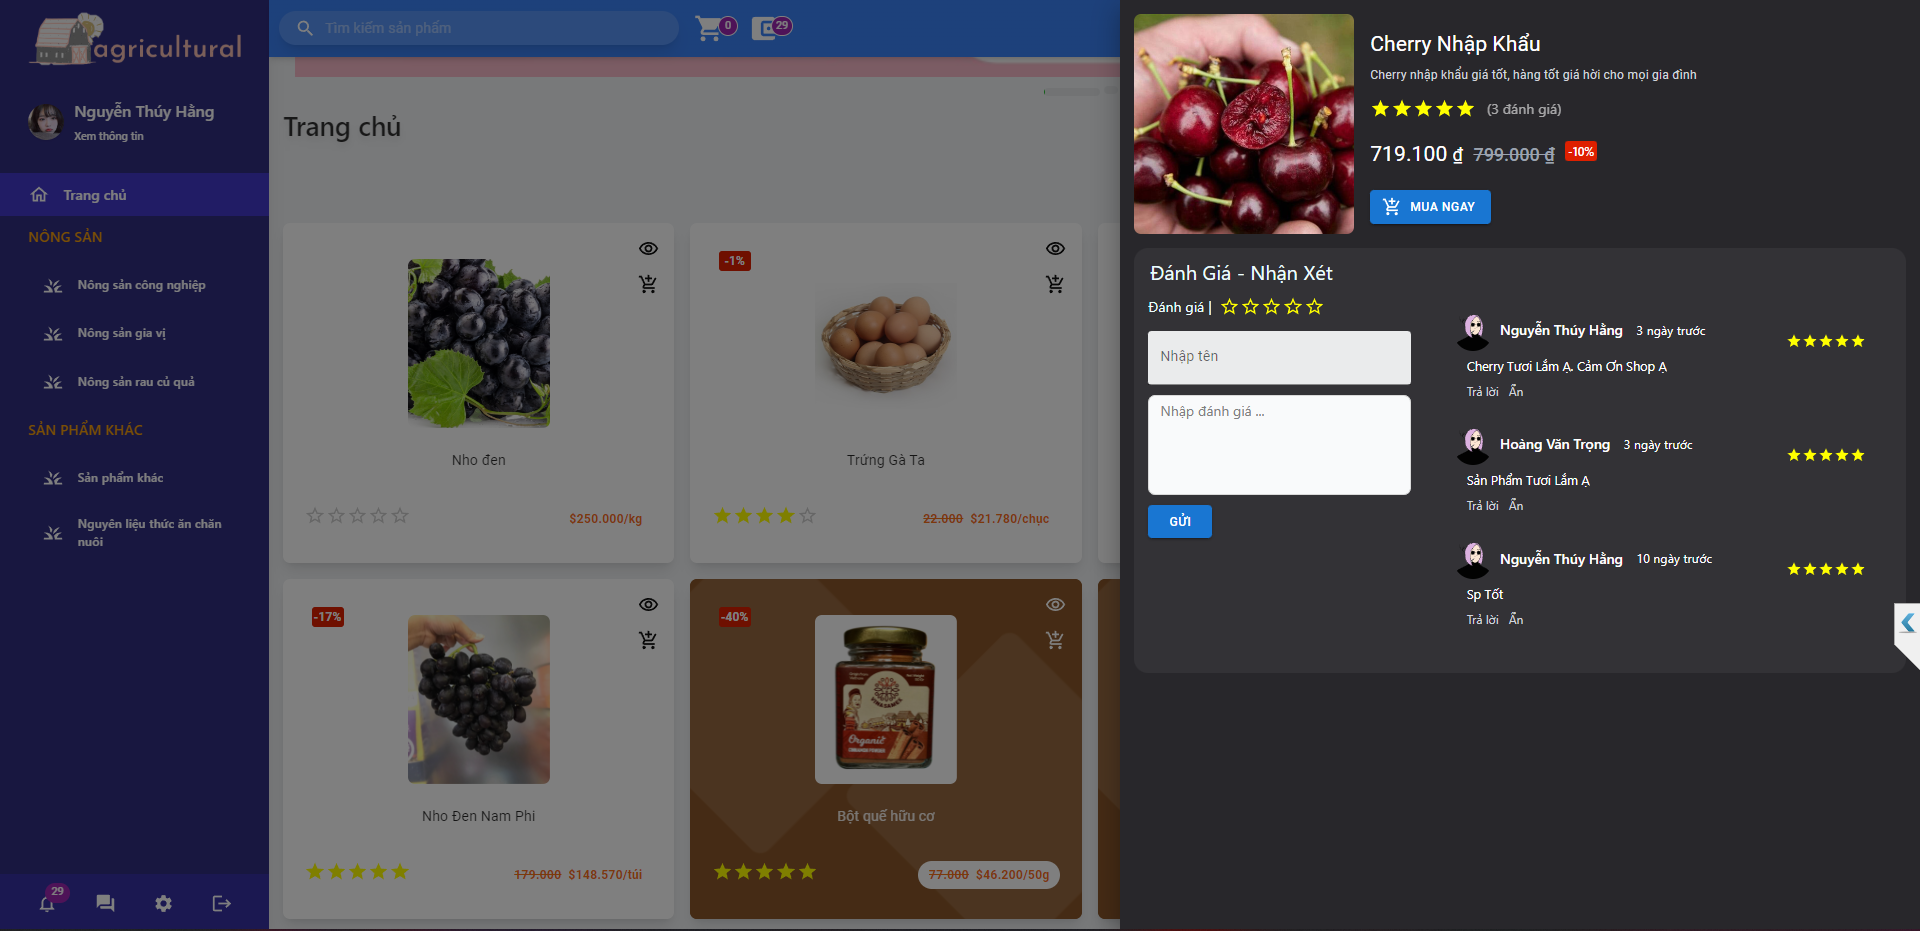 agricultural
Nguyễn Thúy Hằng
Xem thông tin
Trang chủ
NÔNG SẢN
Nông sản công nghiệp
Nông sản gia vị
Nông sản rau củ quả
SẢN PHẨM KHÁC
Sản phẩm khác
Nguyên liệu thức ăn chăn
nuôi
29
Tìm kiếm sản phẩm
0
29
Trang chủ
Nho đen
$250.000/kg
-1%
Trứng Gà Ta
22.000 $21.780/chục
-17%
Nho Đen Nam Phi
179.000 $148.570/túi
-40%
VINASAMEX
Organic
Bột quế hữu cơ
77.000 $46.200/50g
Cherry Nhập Khẩu
Cherry nhập khẩu giá tốt, hàng tốt giá hời cho mọi gia đình
(3 đánh giá)
719.100 ₫ 799.000 ₫ -10%
MUA NGAY
Đánh Giá - Nhận Xét
Đánh giá |
Nhập tên
Nhập đánh giá ...
GỬI
Nguyễn Thúy Hằng 3 ngày trước
Cherry Tươi Lắm Ạ. Cảm Ơn Shop Ạ
Trả lời Ẩn
Hoàng Văn Trọng 3 ngày trước
Sản Phẩm Tươi Lắm Ạ
Trả lời Ẩn
Nguyễn Thúy Hằng 10 ngày trước
Sp Tốt
Trả lời Ẩn